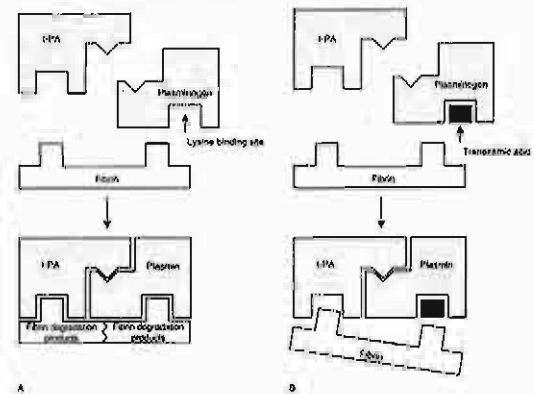 t-PA
Plasminogen
Lysine binding site
Fibrin
t-PA
Plasmin
Fibrin degradation
products
Fibrin degradation
products
A
t-PA
Plasminogen
Tranexamic acid
Fibrin
t-PA
Plasmin
Fibrin
B